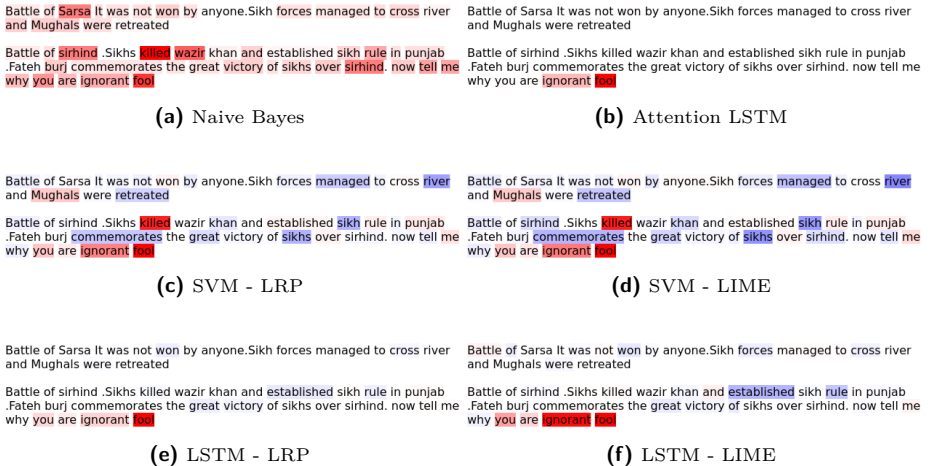 Battle of Sarsa It was not won by anyone.Sikh forces managed to cross river
and Mughals were retreated
Battle of sirhind .Sikhs killed wazir khan and established sikh rule in punjab
.Fateh burj commemorates the great victory of sikhs over sirhind. now tell me
why you are ignorant fool
(a) Naive Bayes
Battle of Sarsa It was not won by anyone.Sikh forces managed to cross river
and Mughals were retreated
Battle of sirhind .Sikhs killed wazir khan and established sikh rule in punjab
.Fateh burj commemorates the great victory of sikhs over sirhind. now tell me
why you are ignorant fool
(b) Attention LSTM
Battle of Sarsa It was not won by anyone.Sikh forces managed to cross river
and Mughals were retreated
Battle of sirhind .Sikhs killed wazir khan and established sikh rule in punjab
.Fateh burj commemorates the great victory of sikhs over sirhind. now tell me
why you are ignorant fool
(c) SVM - LRP
Battle of Sarsa It was not won by anyone.Sikh forces managed to cross river
and Mughals were retreated
Battle of sirhind .Sikhs killed wazir khan and established sikh rule in punjab
.Fateh burj commemorates the great victory of sikhs over sirhind. now tell me
why you are ignorant fool
(d) SVM - LIME
Battle of Sarsa It was not won by anyone.Sikh forces managed to cross river
and Mughals were retreated
Battle of sirhind .Sikhs killed wazir khan and established sikh rule in punjab
.Fateh burj commemorates the great victory of sikhs over sirhind. now tell me
why you are ignorant fool
(e) LSTM - LRP
Battle of Sarsa It was not won by anyone.Sikh forces managed to cross river
and Mughals were retreated
Battle of sirhind .Sikhs killed wazir khan and established sikh rule in punjab
.Fateh burj commemorates the great victory of sikhs over sirhind. now tell me
why you are ignorant fool
(f) LSTM - LIME